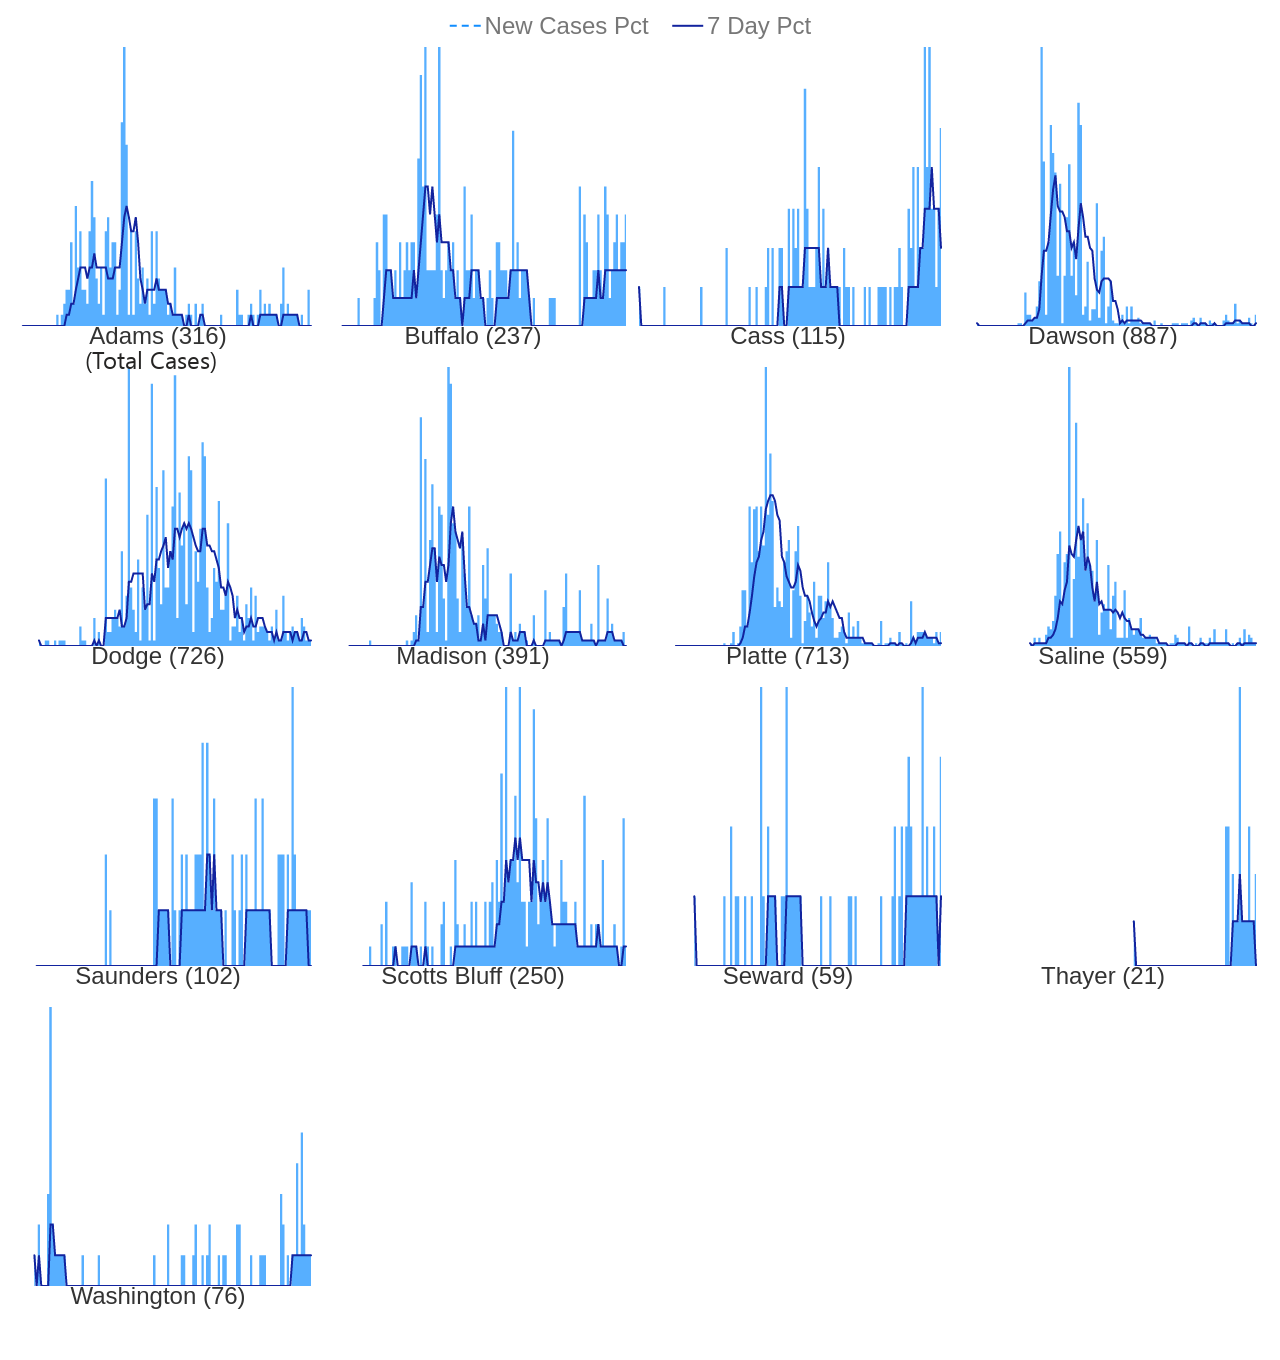 New Cases Pct 7 Day Pct
Adams (316) Buffalo (237) Cass (115) Dawson (887)
(Total Cases)
Dodge (726) Madison (391) Platte (713) Saline (559)
Saunders (102) Scotts Bluff (250) Seward (59) Thayer (21)
Washington (76)